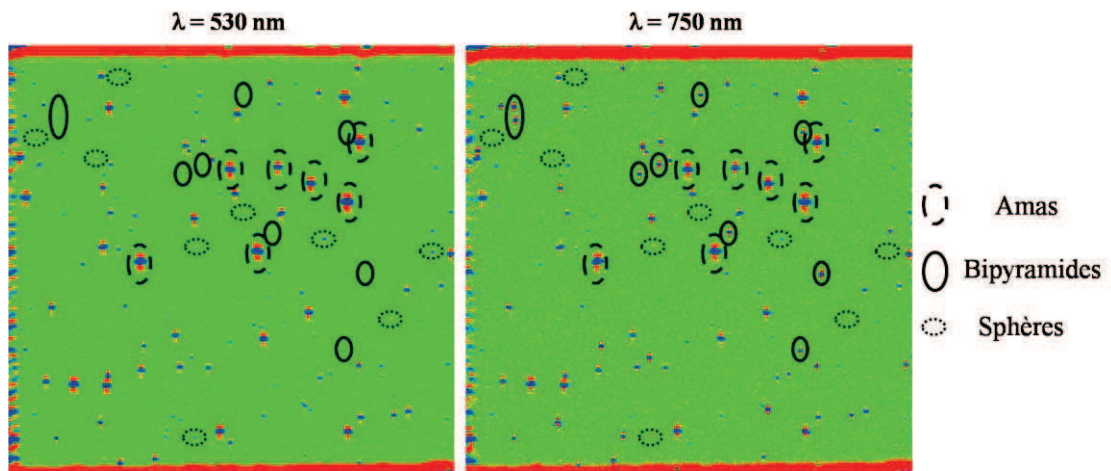 λ = 530 nm
λ = 750 nm
Amas
Bipyramides
Sphères